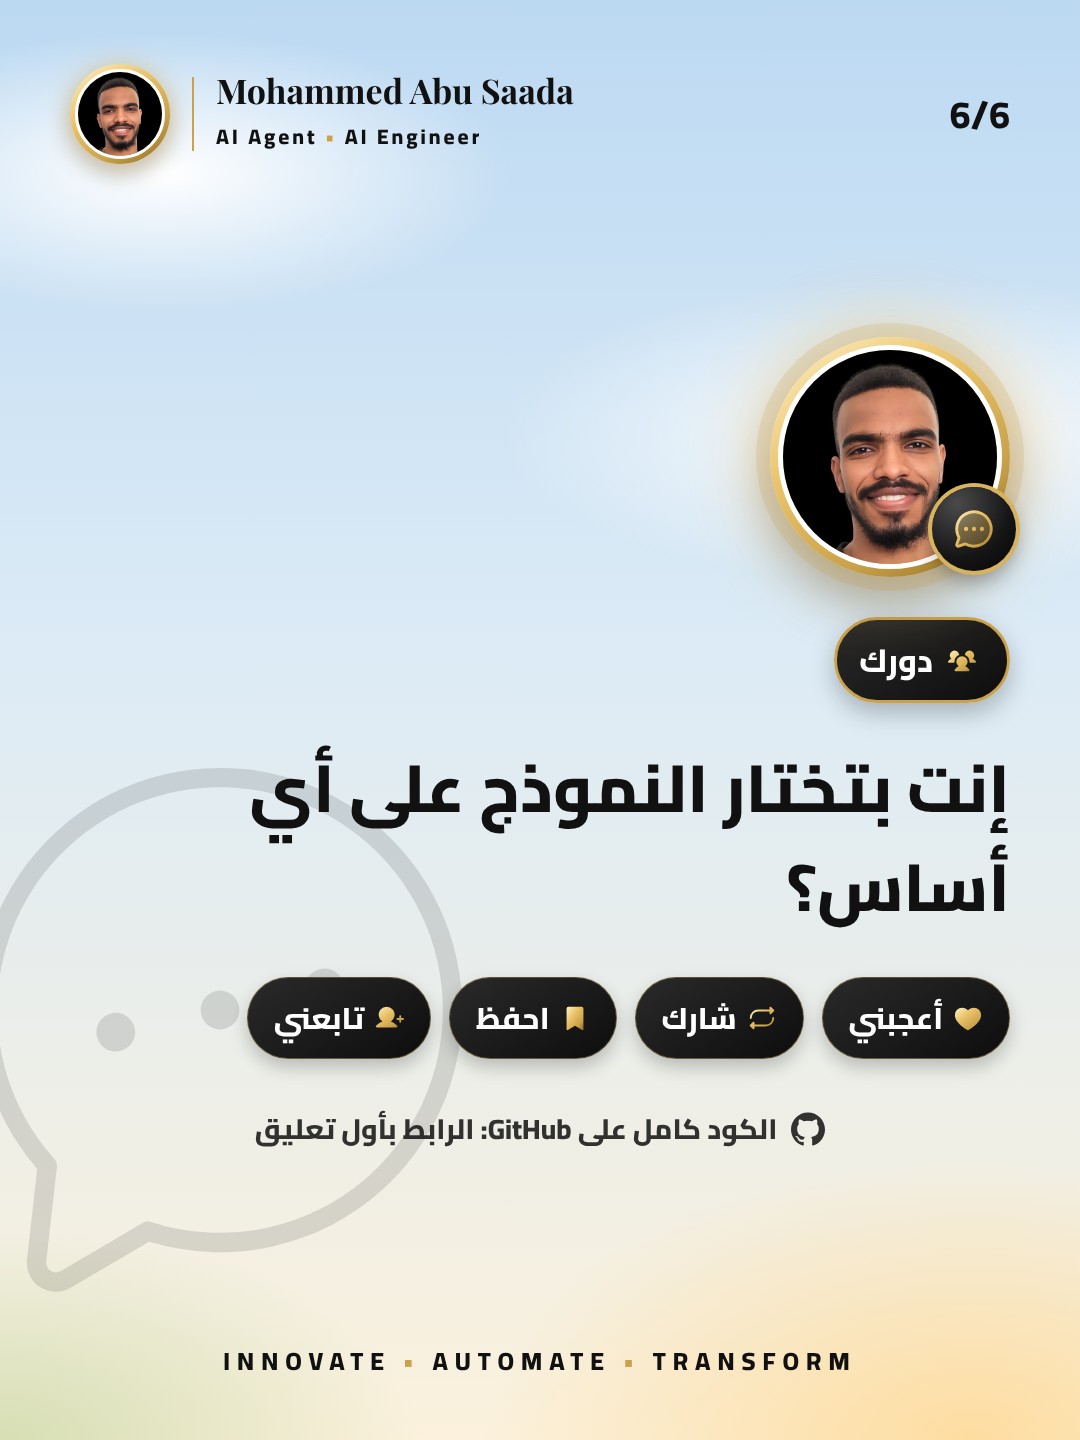 Mohammed Abu Saada
AI Agent ▪ AI Engineer
6/6
دورك
إنت بتختار النموذج على أي
أساس؟
أعجبني
شارك
احفظ
تابعني
الكود كامل على GitHub: الرابط بأول تعليق
INNOVATE ▪ AUTOMATE ▪ TRANSFORM